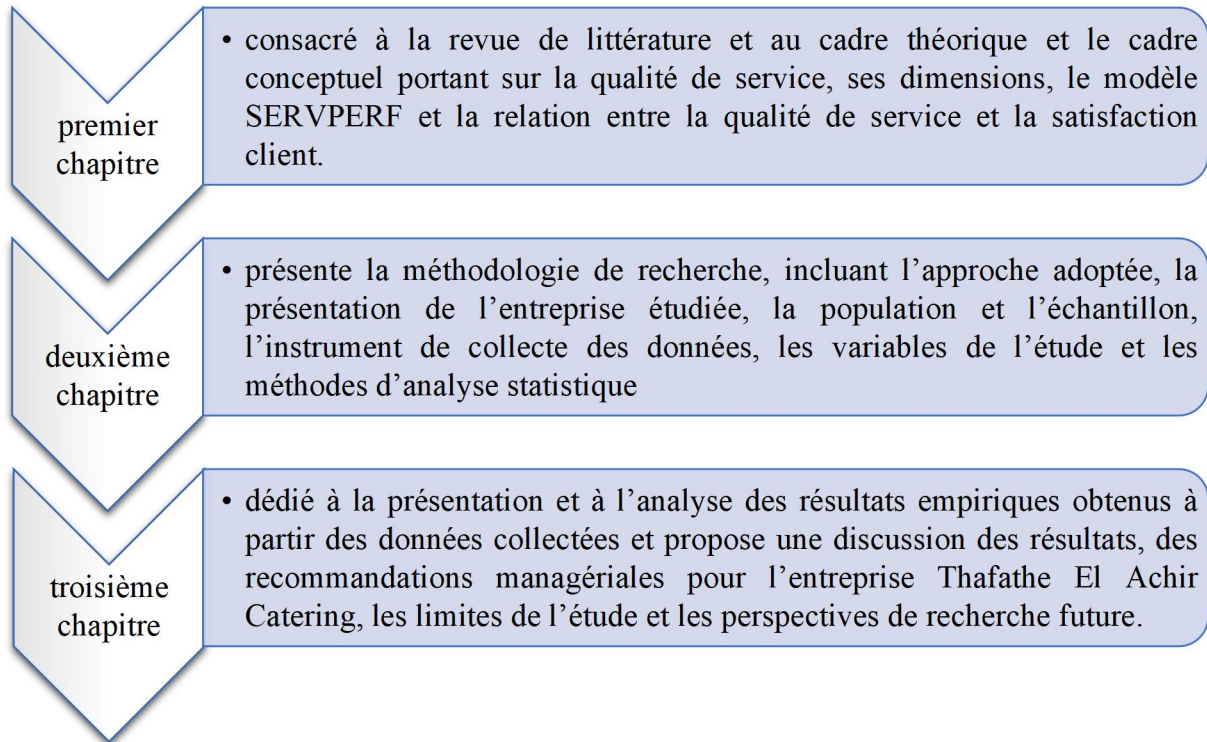 premier
chapitre
• consacré à la revue de littérature et au cadre théorique et le cadre
conceptuel portant sur la qualité de service, ses dimensions, le modèle
SERVPERF et la relation entre la qualité de service et la satisfaction
client.
deuxième
chapitre
• présente la méthodologie de recherche, incluant l’approche adoptée, la
présentation de l’entreprise étudiée, la population et l’échantillon,
l’instrument de collecte des données, les variables de l’étude et les
méthodes d’analyse statistique
troisième
chapitre
• dédié à la présentation et à l’analyse des résultats empiriques obtenus à
partir des données collectées et propose une discussion des résultats, des
recommandations managériales pour l’entreprise Thafathe El Achir
Catering, les limites de l’étude et les perspectives de recherche future.